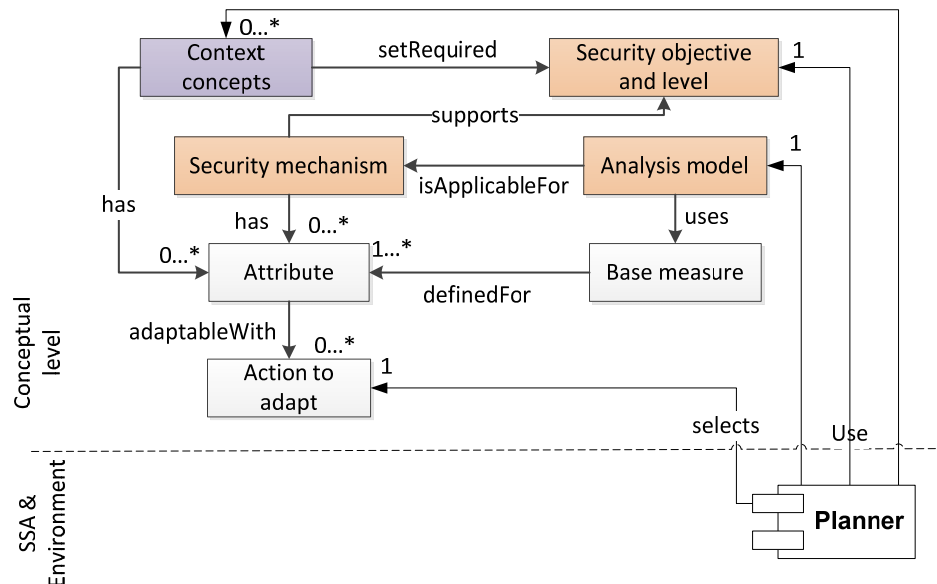 0...*
Context
concepts
setRequired
Security objective
and level
1
supports
Security mechanism
isApplicableFor
Analysis model
1
has
has
0...*
uses
0...*
Attribute
1...*
definedFor
Base measure
adaptableWith
0...*
Action to
adapt
1
selects
Use
Conceptual
level
SSA &
Environment
Planner